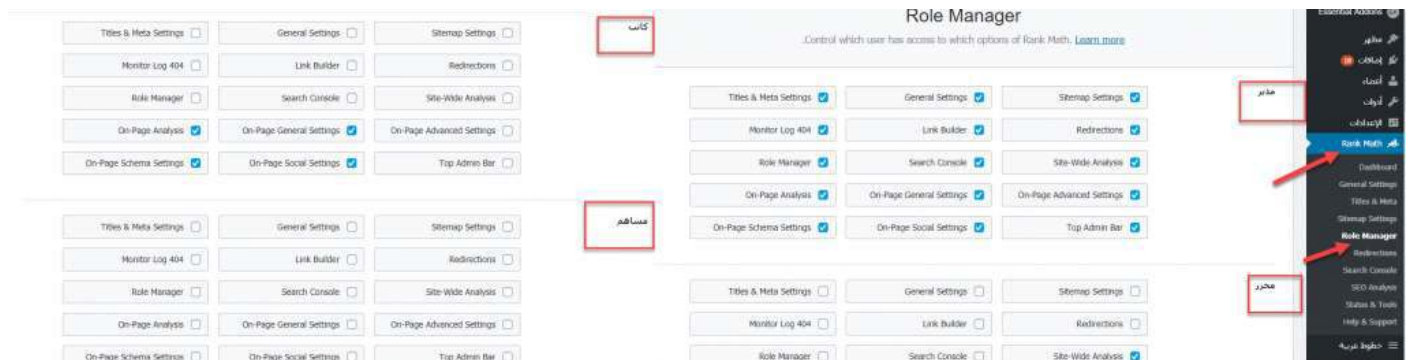 Role Manager
Control which user has access to which options of Rank Math. Learn more.
مدير
Sitemap Settings
General Settings
Titles & Meta Settings
Redirections
Link Builder
Monitor Log 404
Site-Wide Analysis
Search Console
Role Manager
On-Page Advanced Settings
On-Page General Settings
On-Page Analysis
Top Admin Bar
On-Page Social Settings
On-Page Schema Settings
محرر
Sitemap Settings
General Settings
Titles & Meta Settings
Redirections
Link Builder
Monitor Log 404
Site-Wide Analysis
Search Console
Role Manager
كاتب
Sitemap Settings
General Settings
Titles & Meta Settings
Redirections
Link Builder
Monitor Log 404
Site-Wide Analysis
Search Console
Role Manager
On-Page Advanced Settings
On-Page General Settings
On-Page Analysis
Top Admin Bar
On-Page Social Settings
On-Page Schema Settings
مساهم
Sitemap Settings
General Settings
Titles & Meta Settings
Redirections
Link Builder
Monitor Log 404
Site-Wide Analysis
Search Console
Role Manager
On-Page Advanced Settings
On-Page General Settings
On-Page Analysis
Top Admin Bar
On-Page Social Settings
On-Page Schema Settings
Essential Addons
مظهر
إضافات
أعضاء
أدوات
الإعدادات
Rank Math
Dashboard
General Settings
Titles & Meta
Sitemap Settings
Role Manager
Redirections
Search Console
SEO Analysis
Status & Tools
Help & Support
خطوط عربية